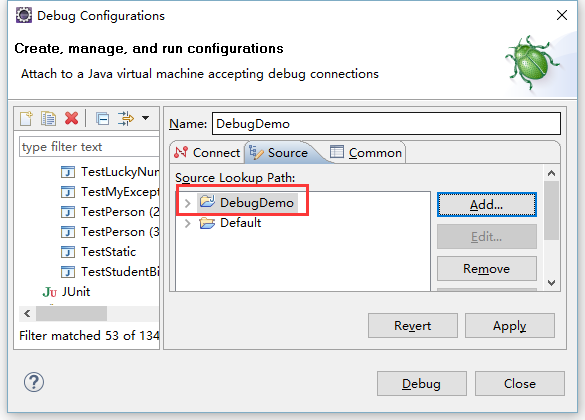 Debug Configurations
Create, manage, and run configurations
Attach to a Java virtual machine accepting debug connections
type filter text
TestLuckyNur
TestMyExcept
TestPerson (2
TestPerson (3
TestStatic
TestStudentBi
JU JUnit
Filter matched 53 of 134
Name: DebugDemo
Connect Source Common
Source Lookup Path:
DebugDemo
Default
Add...
Edit...
Remove
Revert Apply
? Debug Close